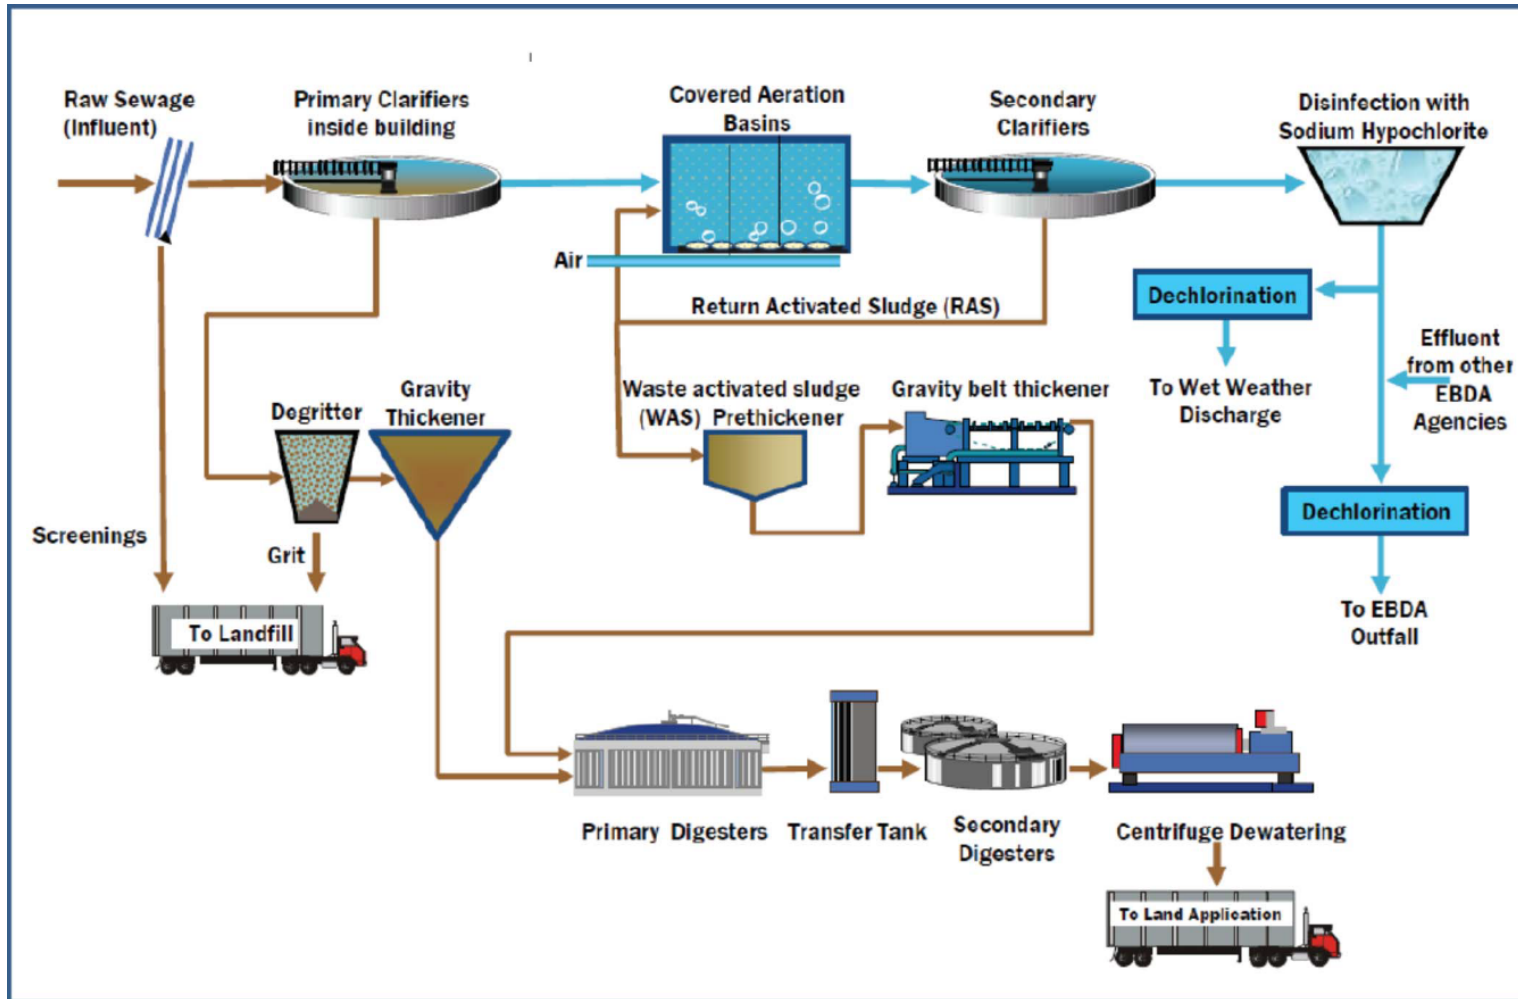 Raw Sewage
(Influent)
Primary Clarifiers
inside building
Covered Aeration
Basins
Secondary
Clarifiers
Disinfection with
Sodium Hypochlorite
Air
Return Activated Sludge (RAS)
Dechlorination
To Wet Weather
Discharge
Effluent
from other
EBDA
Agencies
Degritter
Gravity
Thickener
Waste activated sludge
(WAS) Prethickener
Gravity belt thickener
Dechlorination
To EBDA
Outfall
Screenings
Grit
To Landfill
Primary Digesters
Transfer Tank
Secondary
Digesters
Centrifuge Dewatering
To Land Application